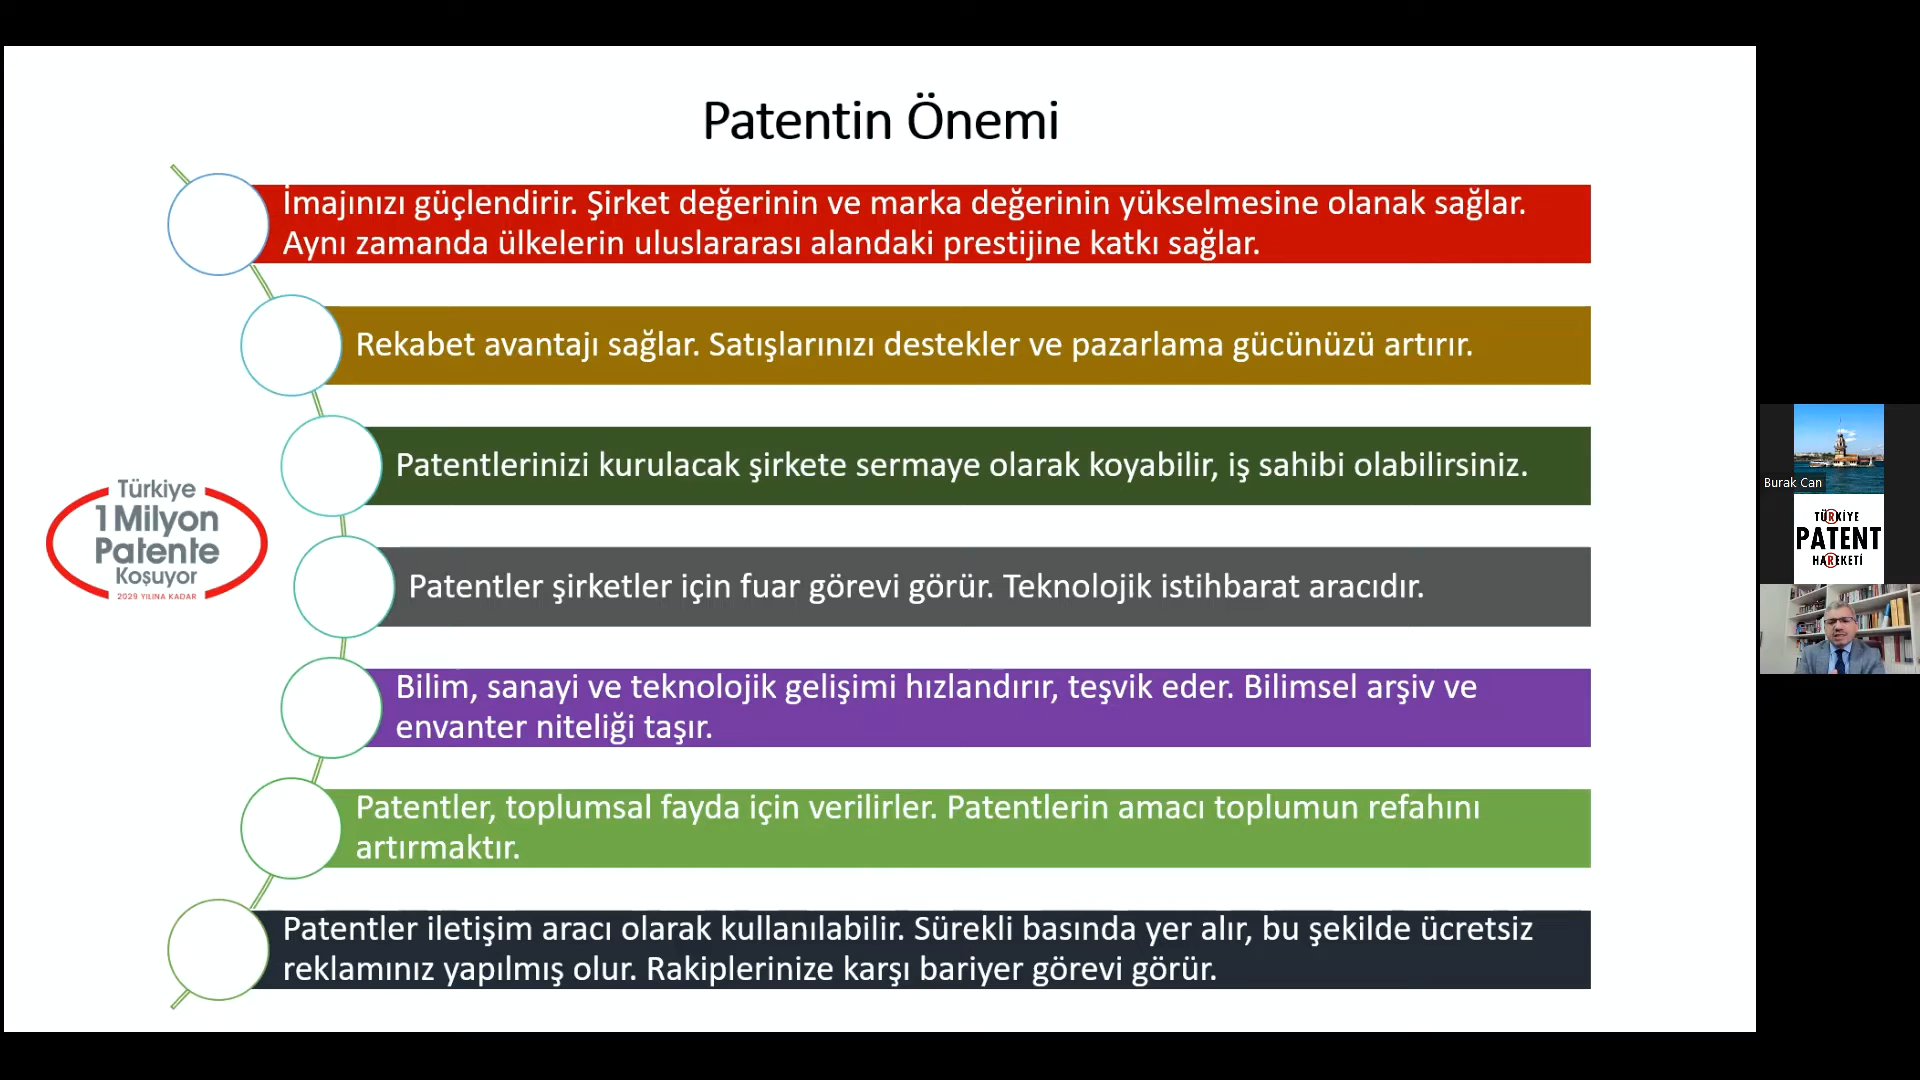 Patentin Önemi
İmajınızı güçlendirir. Şirket değerinin ve marka değerinin yükselmesine olanak sağlar.
Aynı zamanda ülkelerin uluslararası alandaki prestijine katkı sağlar.
Rekabet avantajı sağlar. Satışlarınızı destekler ve pazarlama gücünüzü artırır.
Patentlerinizi kurulacak şirkete sermaye olarak koyabilir, iş sahibi olabilirsiniz.
Patentler şirketler için fuar görevi görür. Teknolojik istihbarat aracıdır.
Bilim, sanayi ve teknolojik gelişimi hızlandırır, teşvik eder. Bilimsel arşiv ve
envanter niteliği taşır.
Patentler, toplumsal fayda için verilirler. Patentlerin amacı toplumun refahını
artırmaktır.
Patentler iletişim aracı olarak kullanılabilir. Sürekli basında yer alır, bu şekilde ücretsiz
reklamınız yapılmış olur. Rakiplerinize karşı bariyer görevi görür.
Türkiye
1 Milyon
Patente
Koşuyor
2029 YILINA KADAR
Burak Can
TÜRKİYE
PATENT
HAREKETİ